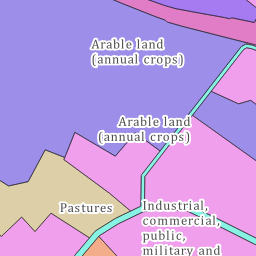 Arable land
(annual crops)
Arable land
(annual crops)
Pastures
Industrial,
commercial,
public,
military and